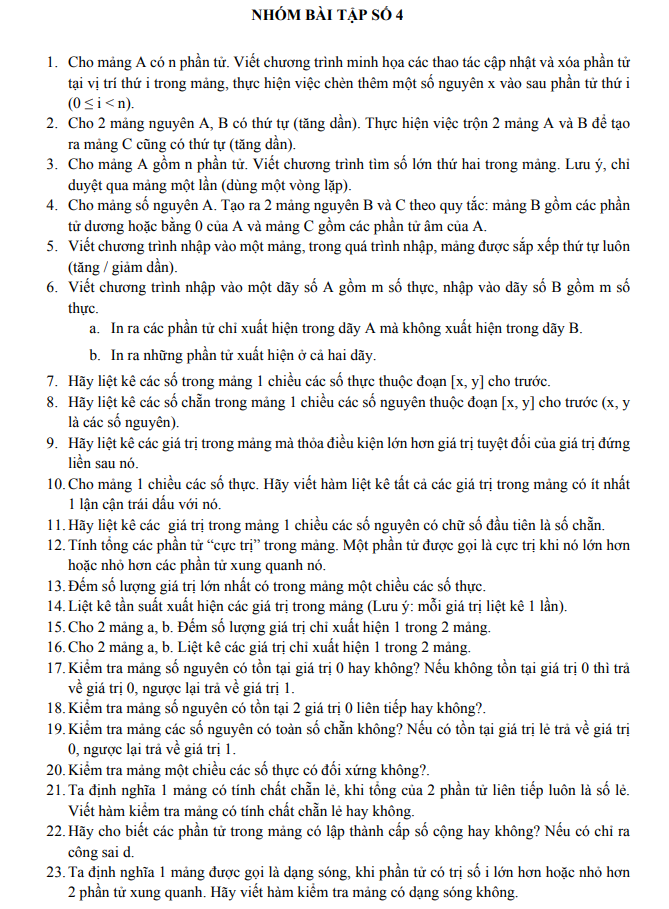 NHÓM BÀI TẬP SỐ 4
1. Cho mảng A có n phần tử. Viết chương trình minh họa các thao tác cập nhật và xóa phần tử
tại vị trí thứ i trong mảng, thực hiện việc chèn thêm một số nguyên x vào sau phần tử thứ i
(0 ≤ i < n).
2. Cho 2 mảng nguyên A, B có thứ tự (tăng dần). Thực hiện việc trộn 2 mảng A và B để tạo
ra mảng C cũng có thứ tự (tăng dần).
3. Cho mảng A gồm n phần tử. Viết chương trình tìm số lớn thứ hai trong mảng. Lưu ý, chỉ
duyệt qua mảng một lần (dùng một vòng lặp).
4. Cho mảng số nguyên A. Tạo ra 2 mảng nguyên B và C theo quy tắc: mảng B gồm các phần
tử dương hoặc bằng 0 của A và mảng C gồm các phần tử âm của A.
5. Viết chương trình nhập vào một mảng, trong quá trình nhập, mảng được sắp xếp thứ tự luôn
(tăng / giảm dần).
6. Viết chương trình nhập vào một dãy số A gồm m số thực, nhập vào dãy số B gồm m số
thực.
a. In ra các phần tử chỉ xuất hiện trong dãy A mà không xuất hiện trong dãy B.
b. In ra những phần tử xuất hiện ở cả hai dãy.
7. Hãy liệt kê các số trong mảng 1 chiều các số thực thuộc đoạn [x, y] cho trước.
8. Hãy liệt kê các số chẵn trong mảng 1 chiều các số nguyên thuộc đoạn [x, y] cho trước (x, y
là các số nguyên).
9. Hãy liệt kê các giá trị trong mảng mà thỏa điều kiện lớn hơn giá trị tuyệt đối của giá trị đứng
liền sau nó.
10. Cho mảng 1 chiều các số thực. Hãy viết hàm liệt kê tất cả các giá trị trong mảng có ít nhất
1 lận cận trái dấu với nó.
11. Hãy liệt kê các giá trị trong mảng 1 chiều các số nguyên có chữ số đầu tiên là số chẵn.
12. Tính tổng các phần tử “cực trị” trong mảng. Một phần tử được gọi là cực trị khi nó lớn hơn
hoặc nhỏ hơn các phần tử xung quanh nó.
13. Đếm số lượng giá trị lớn nhất có trong mảng một chiều các số thực.
14. Liệt kê tần suất xuất hiện các giá trị trong mảng (Lưu ý: mỗi giá trị liệt kê 1 lần).
15. Cho 2 mảng a, b. Đếm số lượng giá trị chỉ xuất hiện 1 trong 2 mảng.
16. Cho 2 mảng a, b. Liệt kê các giá trị chỉ xuất hiện 1 trong 2 mảng.
17. Kiểm tra mảng số nguyên có tồn tại giá trị 0 hay không? Nếu không tồn tại giá trị 0 thì trả
về giá trị 0, ngược lại trả về giá trị 1.
18. Kiểm tra mảng số nguyên có tồn tại 2 giá trị 0 liên tiếp hay không?.
19. Kiểm tra mảng các số nguyên có toàn số chẵn không? Nếu có tồn tại giá trị lẻ trả về giá trị
0, ngược lại trả về giá trị 1.
20. Kiểm tra mảng một chiều các số thực có đối xứng không?.
21. Ta định nghĩa 1 mảng có tính chất chẵn lẻ, khi tổng của 2 phần tử liên tiếp luôn là số lẻ.
Viết hàm kiểm tra mảng có tính chất chẵn lẻ hay không.
22. Hãy cho biết các phần tử trong mảng có lập thành cấp số cộng hay không? Nếu có chỉ ra
công sai d.
23. Ta định nghĩa 1 mảng được gọi là dạng sóng, khi phần tử có trị số i lớn hơn hoặc nhỏ hơn
2 phần tử xung quanh. Hãy viết hàm kiểm tra mảng có dạng sóng không.